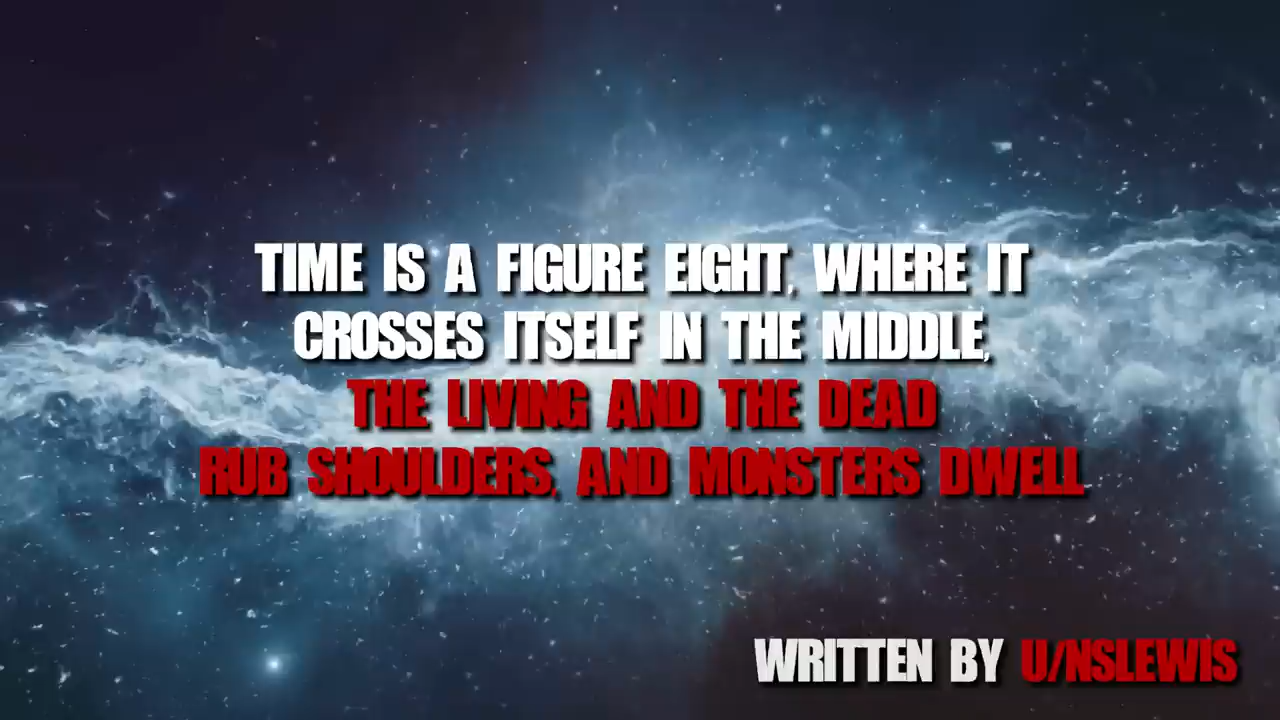 TIME IS A FIGURE EIGHT, WHERE IT
CROSSES ITSELF IN THE MIDDLE,
THE LIVING AND THE DEAD
RUB SHOULDERS, AND MONSTERS DWELL
WRITTEN BY U/NSLEWIS